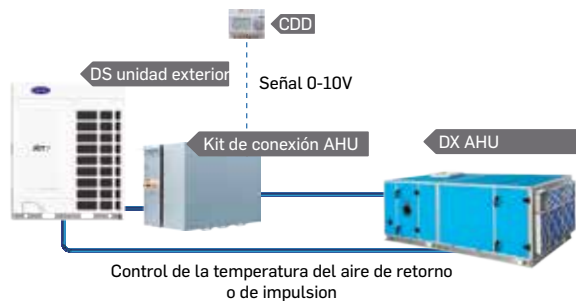 CDD
DS unidad exterior
Señal 0-10V
Kit de conexión AHU
DX AHU
Control de la temperatura del aire de retorno
o de impulsion